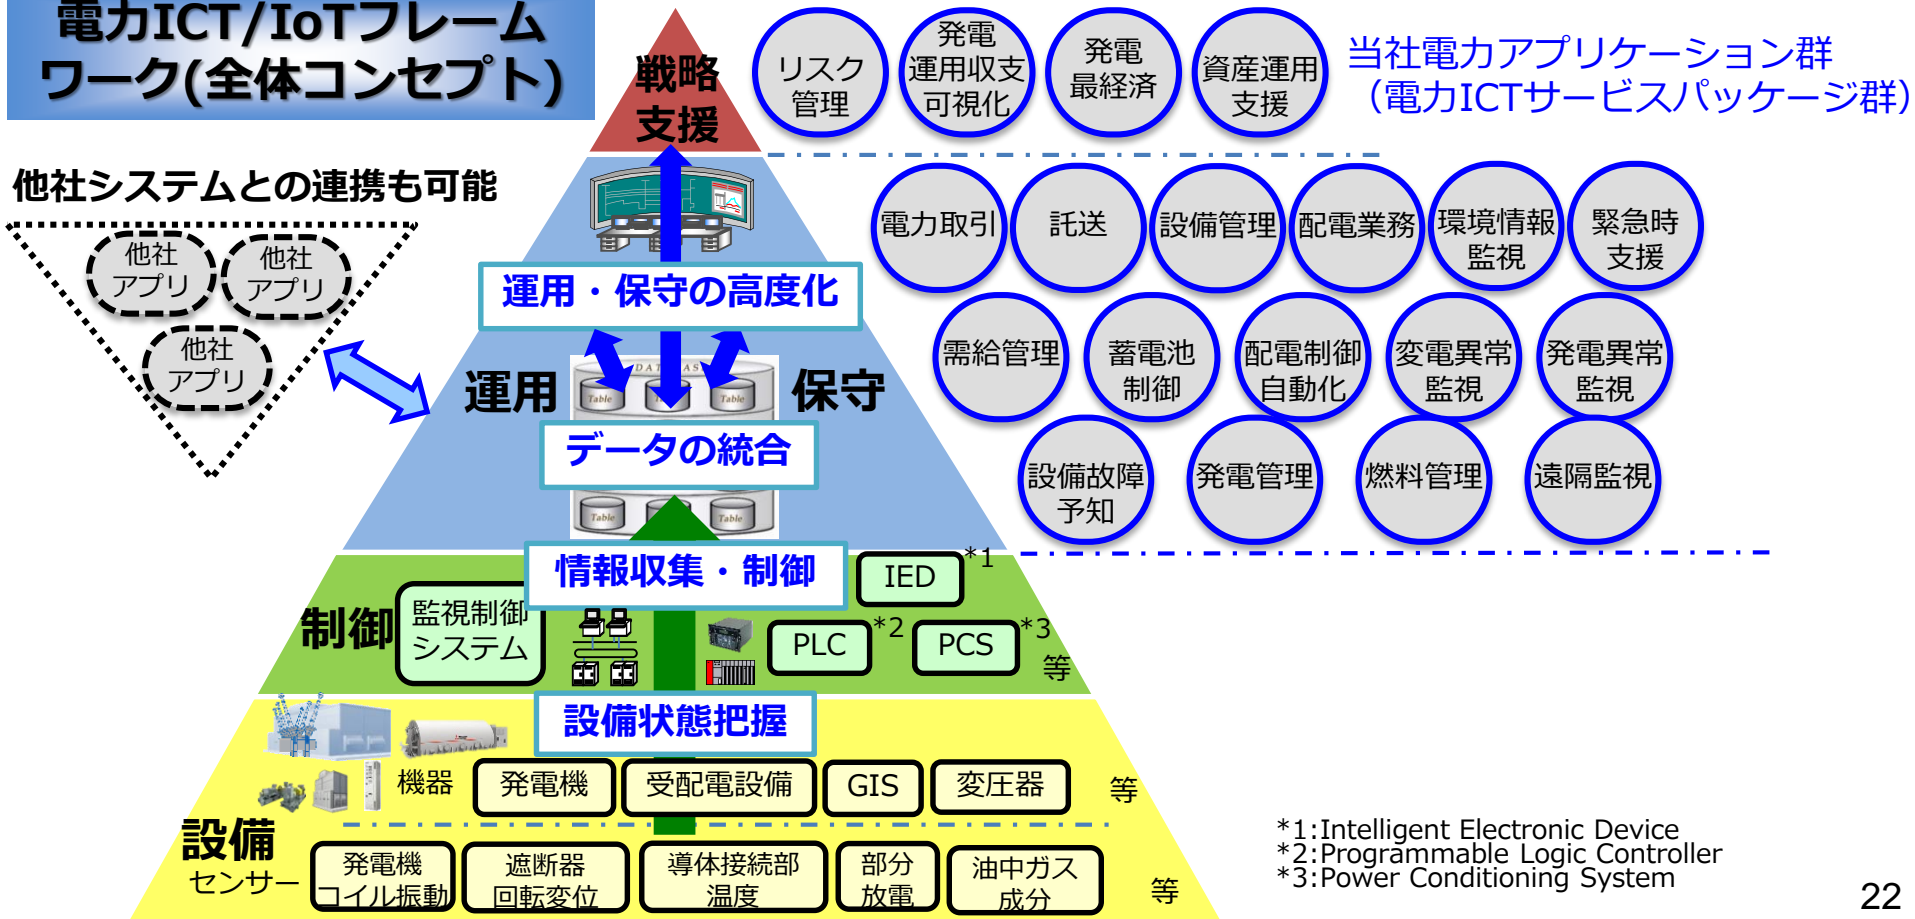 電力ICT/IoTフレーム
ワーク(全体コンセプト)
戦略
支援
リスク
管理
発電
運用収支
可視化
発電
最経済
資産運用
支援
当社電力アプリケーション群
（電力ICTサービスパッケージ群）
他社システムとの連携も可能
他社
アプリ
他社
アプリ
他社
アプリ
電力取引
託送
設備管理
配電業務
環境情報
監視
緊急時
支援
運用・保守の高度化
需給管理
蓄電池
制御
配電制御
自動化
変電異常
監視
発電異常
監視
運用
保守
Table
Table
データの統合
設備故障
予知
発電管理
燃料管理
遠隔監視
Table
Table
情報収集・制御
IED
*1
制御
監視制御
システム
PLC
*2
PCS
*3
等
設備状態把握
機器
発電機
受配電設備
GIS
変圧器
等
設備
センサー
発電機
コイル振動
遮断器
回転変位
導体接続部
温度
部分
放電
油中ガス
成分
等
*1:Intelligent Electronic Device
*2:Programmable Logic Controller
*3:Power Conditioning System
22